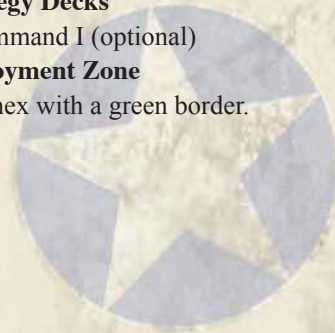 egy Decks
mmand I (optional)
oyment Zone
hex with a green border.